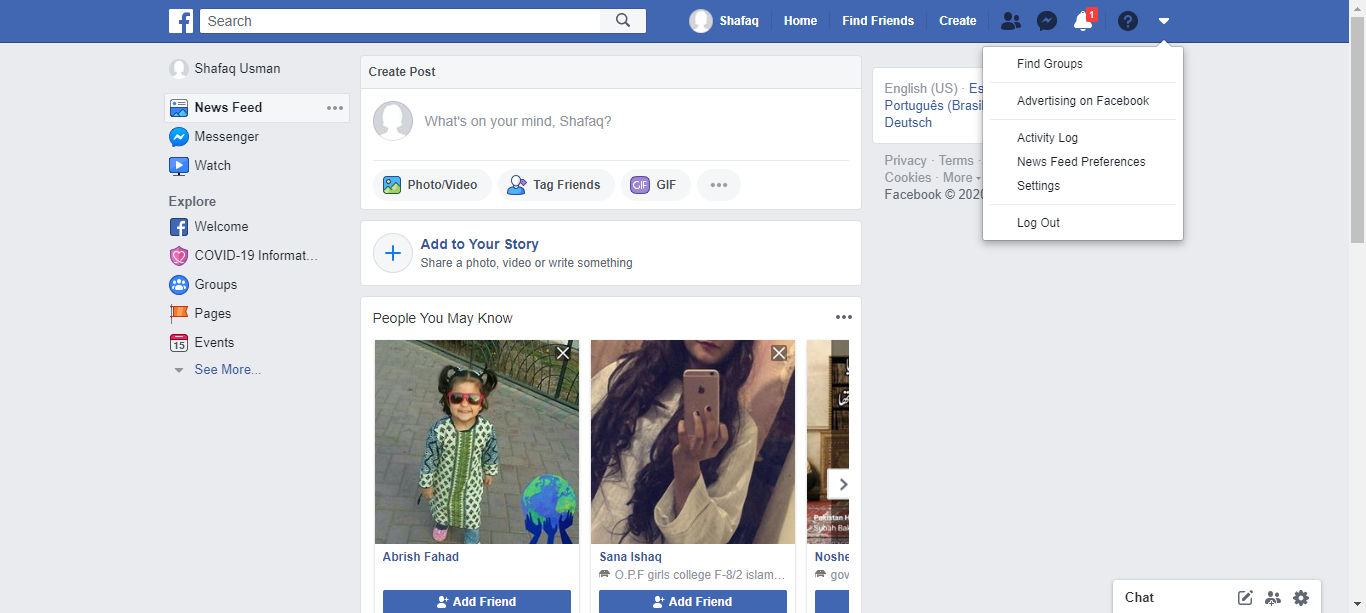 Search
Shafaq
Home
Find Friends
Create
1
Shafaq Usman
News Feed
Messenger
Watch
Explore
Welcome
COVID-19 Informat...
Groups
Pages
15
Events
See More...
Create Post
What's on your mind, Shafaq?
Photo/Video
Tag Friends
GIF
GIF
Add to Your Story
Share a photo, video or write something
People You May Know
Abrish Fahad
Add Friend
Sana Ishaq
O.P.F girls college F-8/2 islam...
Add Friend
Pakistan H
Subah Bak
Noshe
gov
English (US) · Es
Português (Brasil
Deutsch
Privacy · Terms ·
Cookies · More
Facebook © 2020
Find Groups
Advertising on Facebook
Activity Log
News Feed Preferences
Settings
Log Out
Chat